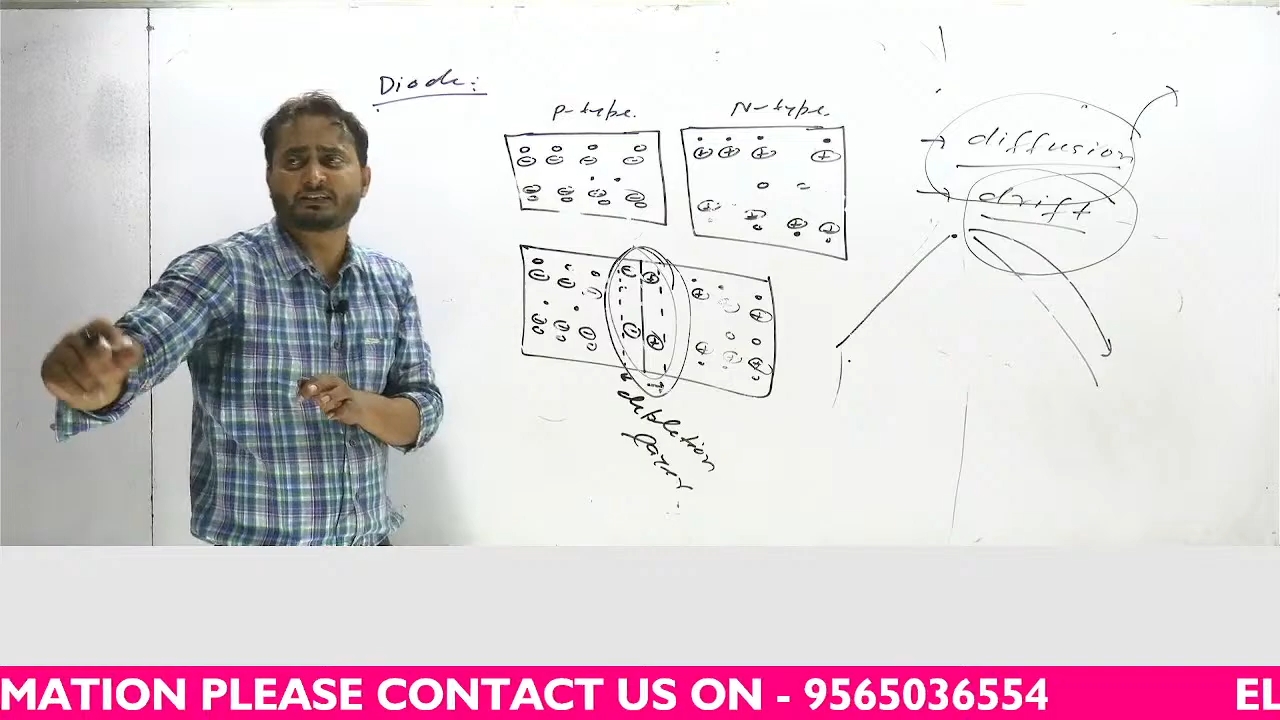 Diode:
P-type.
N-type.
→ diffusion
→ drift
depletion
layer
MATION PLEASE CONTACT US ON - 9565036554
EL